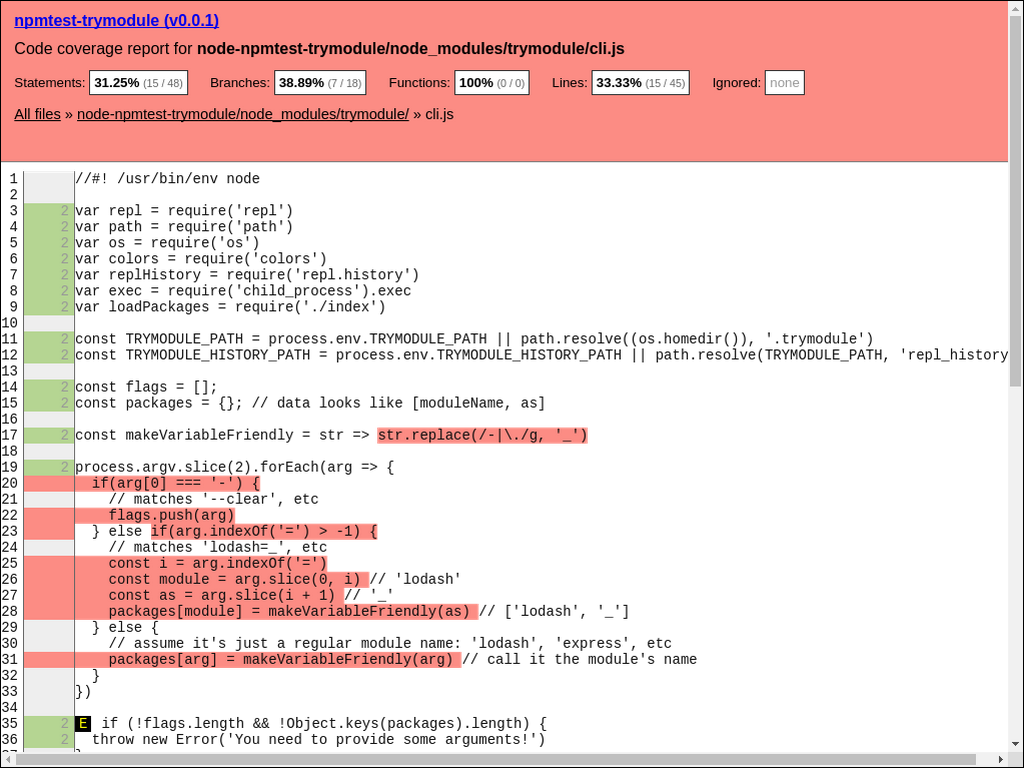 npmtest-trymodule (v0.0.1)
Code coverage report for node-npmtest-trymodule/node_modules/trymodule/cli.js
Statements: 31.25% (15 / 48) Branches: 38.89% (7 / 18) Functions: 100% (0 / 0) Lines: 33.33% (15 / 45) Ignored: none
All files » node-npmtest-trymodule/node_modules/trymodule/ » cli.js
1 //#! /usr/bin/env node
2
3 2 var repl = require('repl')
4 2 var path = require('path')
5 2 var os = require('os')
6 2 var colors = require('colors')
7 2 var replHistory = require('repl.history')
8 2 var exec = require('child_process').exec
9 2 var loadPackages = require('./index')
10
11 2 const TRYMODULE_PATH = process.env.TRYMODULE_PATH || path.resolve((os.homedir()), '.trymodule')
12 2 const TRYMODULE_HISTORY_PATH = process.env.TRYMODULE_HISTORY_PATH || path.resolve(TRYMODULE_PATH, 'repl_history
13
14 2 const flags = [];
15 2 const packages = {}; // data looks like [moduleName, as]
16
17 2 const makeVariableFriendly = str => str.replace(/-|\./g, '_')
18
19 2 process.argv.slice(2).forEach(arg => {
20 if(arg[0] === '-') {
21 // matches '--clear', etc
22 flags.push(arg)
23 } else if(arg.indexOf('=') > -1) {
24 // matches 'lodash=_', etc
25 const i = arg.indexOf('=')
26 const module = arg.slice(0, i) // 'lodash'
27 const as = arg.slice(i + 1) // '_'
28 packages[module] = makeVariableFriendly(as) // ['lodash', '_']
29 } else {
30 // assume it's just a regular module name: 'lodash', 'express', etc
31 packages[arg] = makeVariableFriendly(arg) // call it the module's name
32 }
33 })
34
35 2 E if (!flags.length && !Object.keys(packages).length) {
36 2 throw new Error('You need to provide some arguments!')